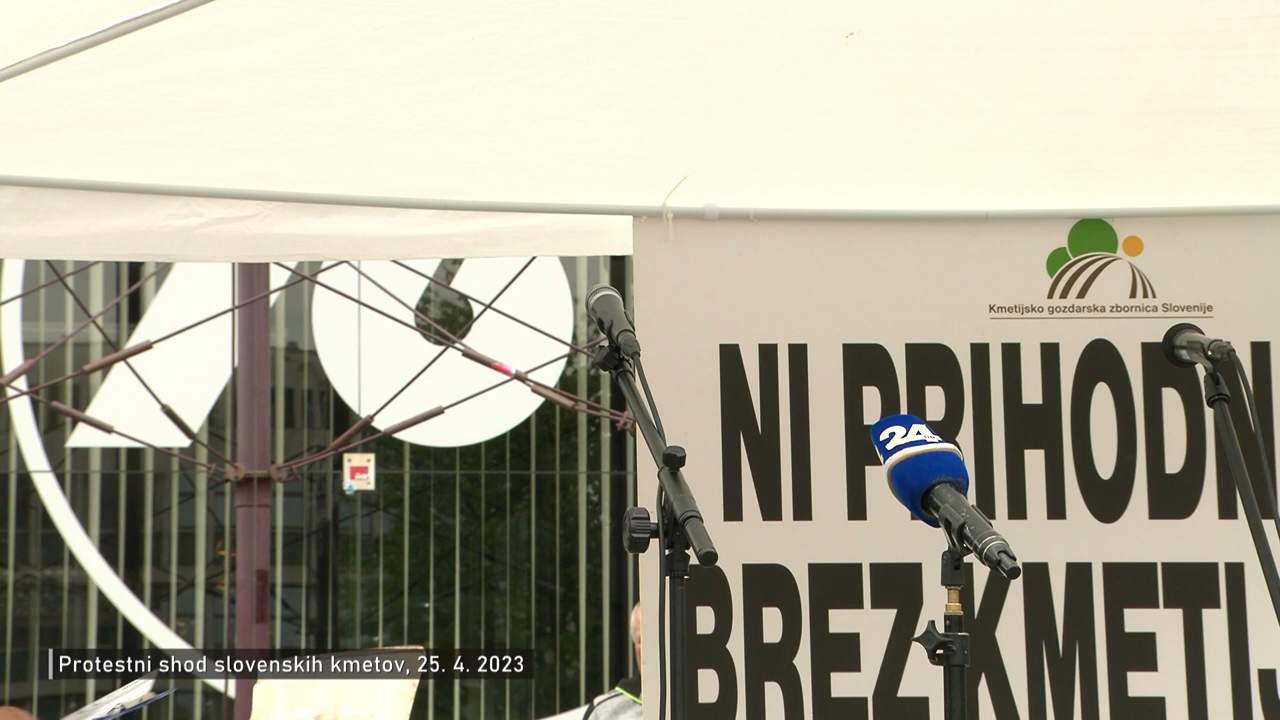 Kmetijsko gozdarska zbornica Slovenije
NI PRIHODN
24
BREZ KMETIJ
Protestni shod slovenskih kmetov, 25. 4. 2023